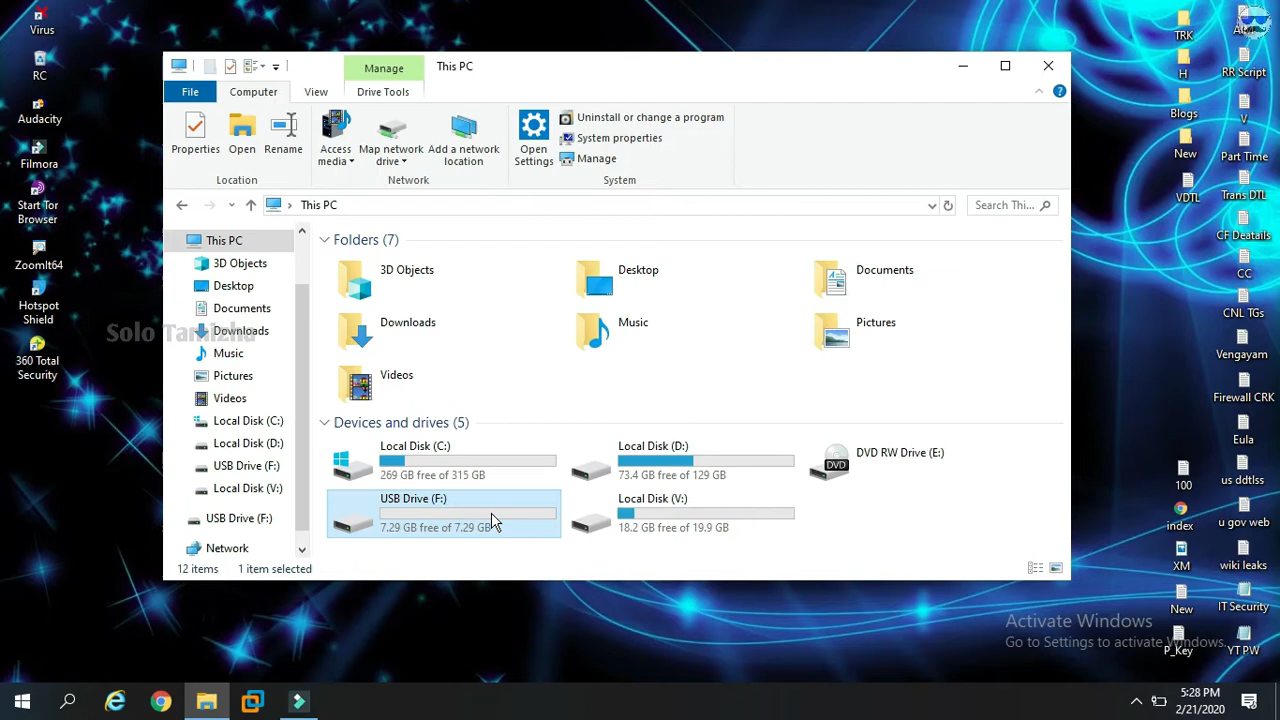 Virus
RC
Audacity
Filmora
Start Tor
Browser
ZoomIt64
Hotspot
Shield
360 Total
Security
Manage
This PC
File
Computer
View
Drive Tools
Properties
Open
Rename
Access
media
Map network
drive
Add a network
location
Open
Settings
Uninstall or change a program
System properties
Manage
Location
Network
System
This PC
Search Thi...
This PC
3D Objects
Desktop
Documents
Downloads
Music
Pictures
Videos
Local Disk (C:)
Local Disk (D:)
USB Drive (F:)
Local Disk (V:)
USB Drive (F:)
Network
Solo Tamizha
Folders (7)
3D Objects
Desktop
Documents
Downloads
Music
Pictures
Videos
Devices and drives (5)
Local Disk (C:)
269 GB free of 315 GB
Local Disk (D:)
73.4 GB free of 129 GB
DVD RW Drive (E:)
DVD
USB Drive (F:)
7.29 GB free of 7.29 GB
Local Disk (V:)
18.2 GB free of 19.9 GB
12 items
1 item selected
TRK
H
Blogs
New
VDTL
100
index
XM
New
P_Key
RR Script
V
Part Time
Trans DTL
CF Deatails
CC
CNL TGs
Vengayam
Firewall CRK
Eula
us ddtlss
u gov web
wiki leaks
IT Security
YT PW
Activate Windows
Go to Settings to activate Windows.
5:28 PM
2/21/2020